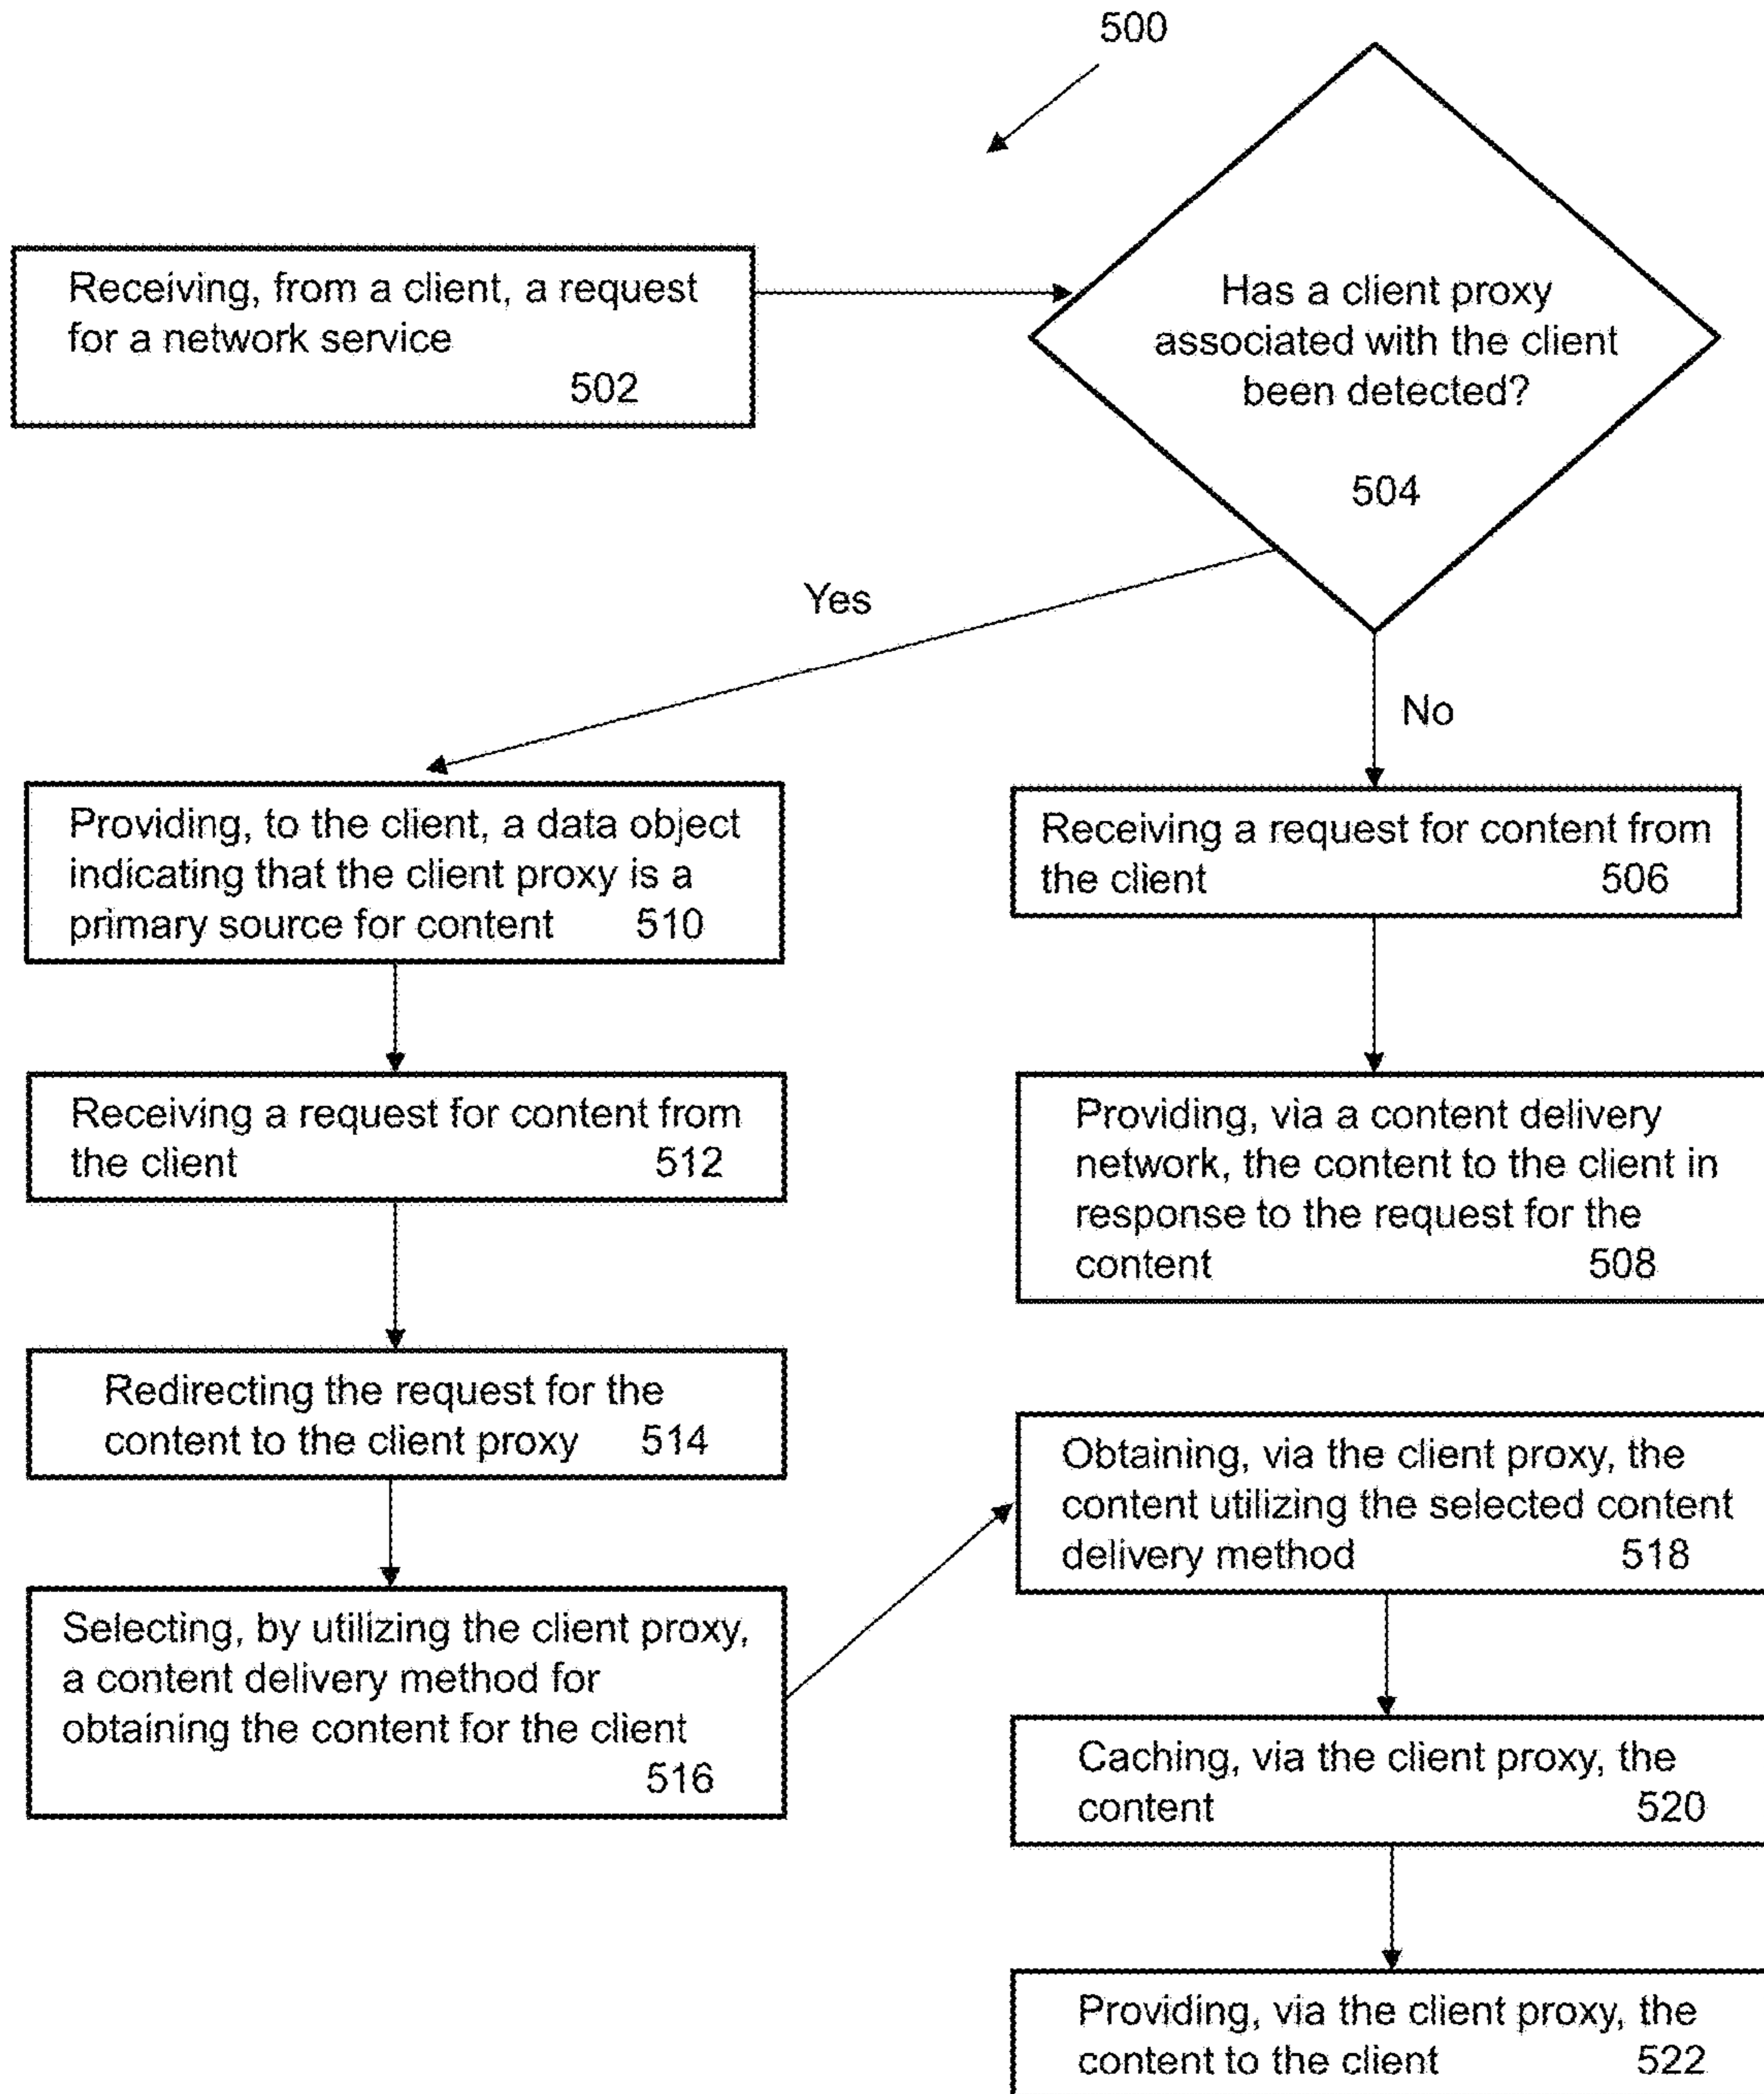 500
Receiving, from a client, a request
for a network service
502
Has a client proxy
associated with the client
been detected?
504
Yes
No
Providing, to the client, a data object
indicating that the client proxy is a
primary source for content 510
Receiving a request for content from
the client 506
Receiving a request for content from
the client 512
Providing, via a content delivery
network, the content to the client in
response to the request for the
content 508
Redirecting the request for the
content to the client proxy 514
Selecting, by utilizing the client proxy,
a content delivery method for
obtaining the content for the client
516
Obtaining, via the client proxy, the
content utilizing the selected content
delivery method 518
Caching, via the client proxy, the
content 520
Providing, via the client proxy, the
content to the client 522